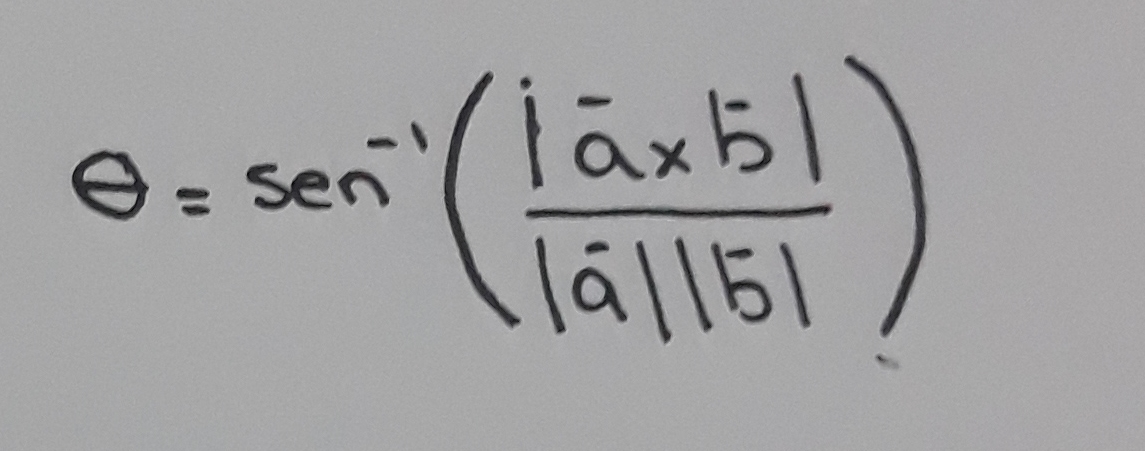 θ = sen⁻¹ ( |ā x b̄| / |ā||b̄| )